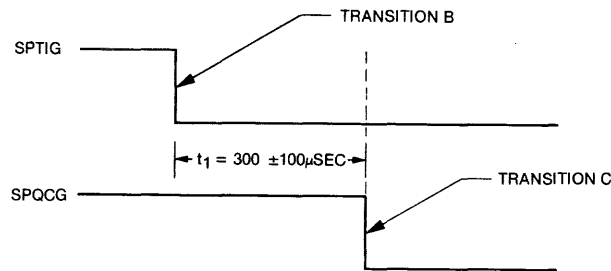 TRANSITION B
SPTIG
t₁ = 300 ±100µSEC
SPQCG
TRANSITION C